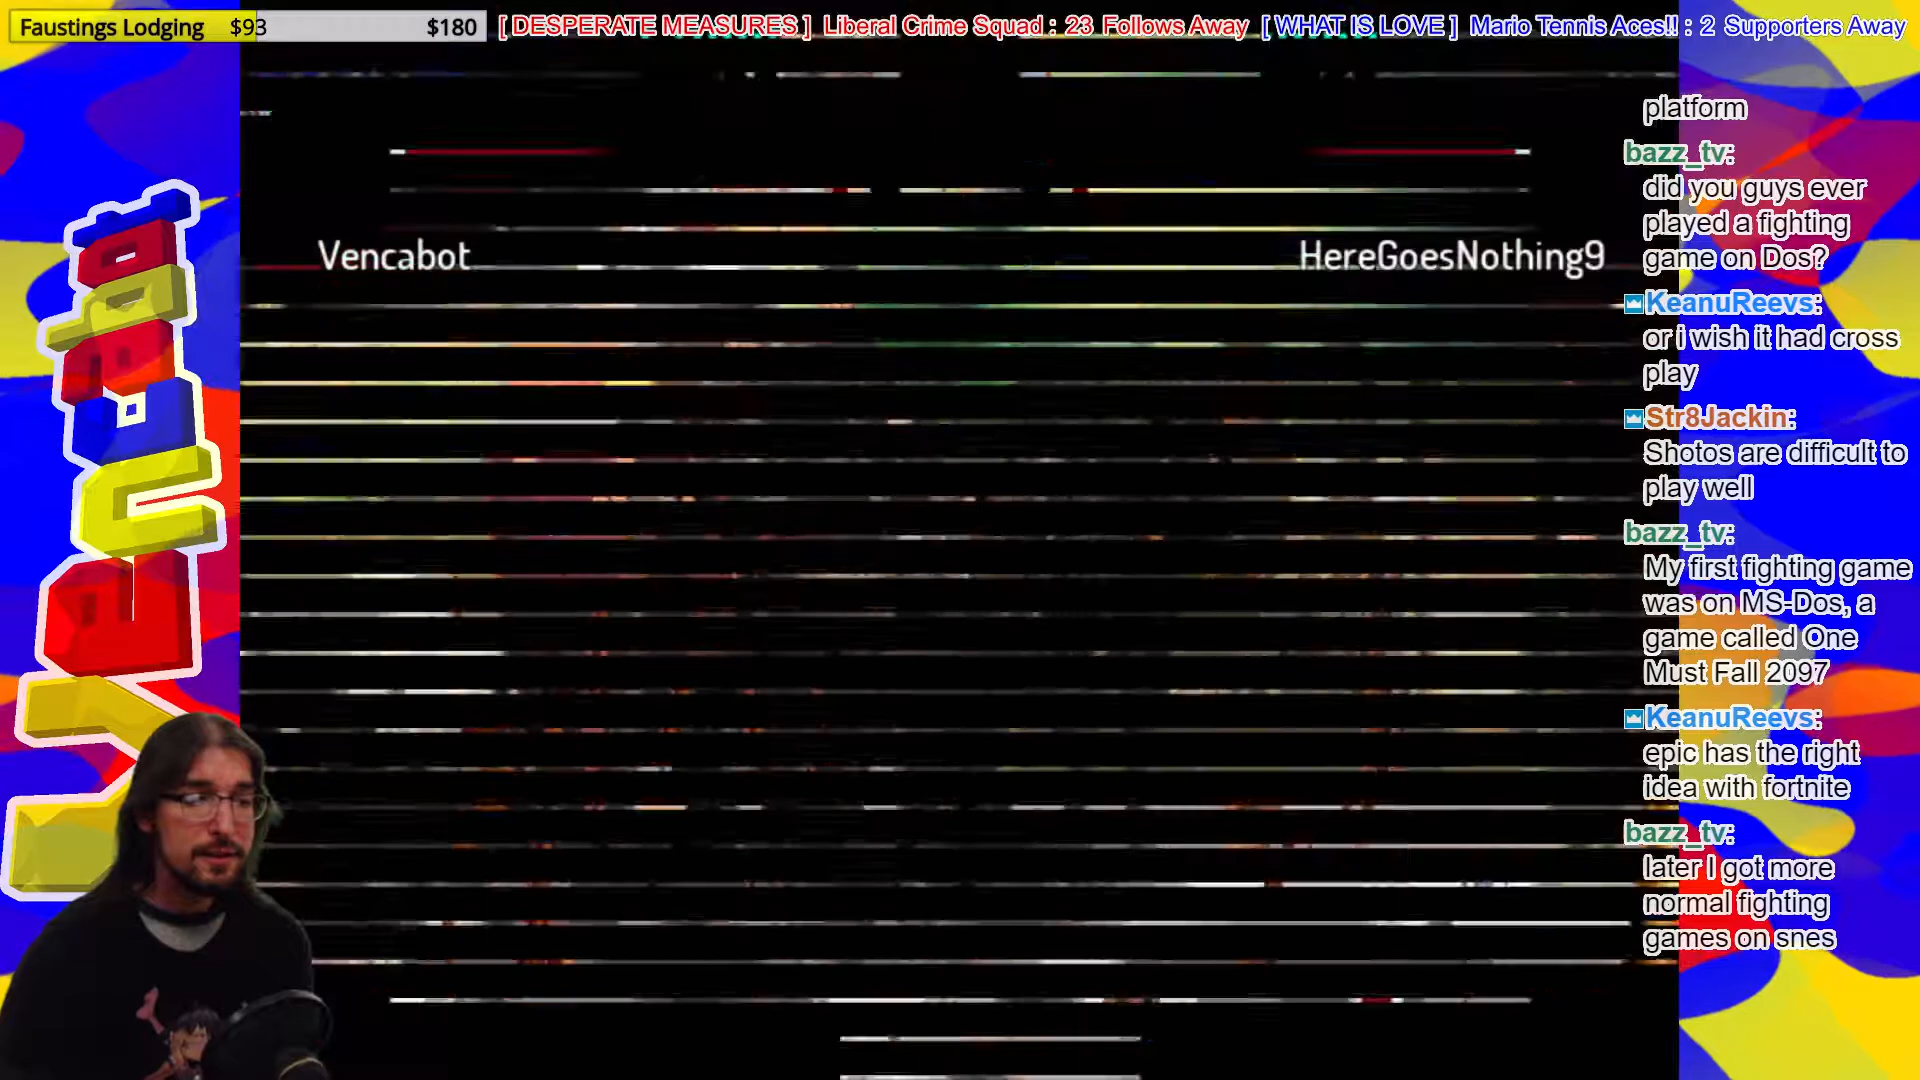 Faustings Lodging $93 $180 [ DESPERATE MEASURES ] Liberal Crime Squad : 23 Follows Away [ WHAT IS LOVE ] Mario Tennis Aces!! : 2 Supporters Away
Vencabot
HereGoesNothing9
platform
bazz_tv:
did you guys ever
played a fighting
game on Dos?
KeanuReevs:
or i wish it had cross
play
Str8Jackin:
Shotos are difficult to
play well
bazz_tv:
My first fighting game
was on MS-Dos, a
game called One
Must Fall 2097
KeanuReevs:
epic has the right
idea with fortnite
bazz_tv:
later I got more
normal fighting
games on snes